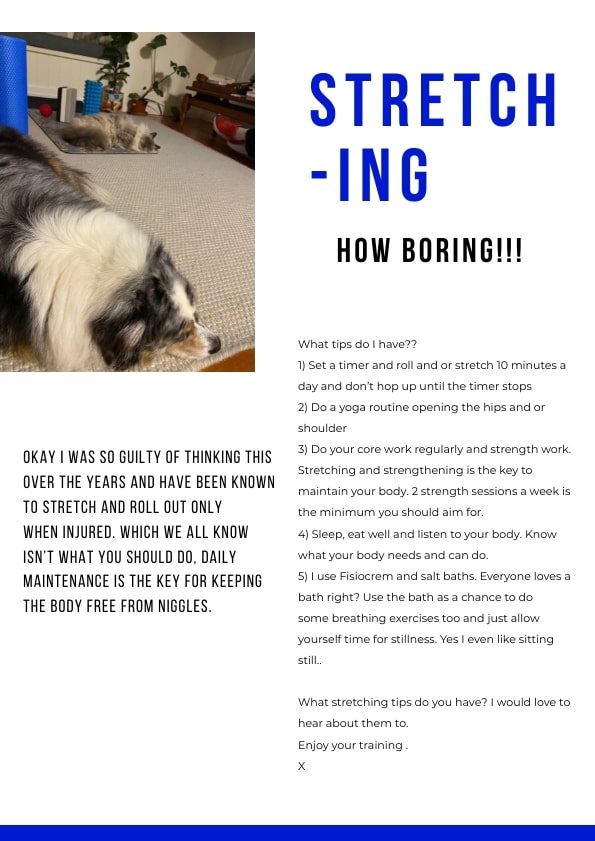 STRETCH
-ING
HOW BORING!!!
OKAY I WAS SO GUILTY OF THINKING THIS
OVER THE YEARS AND HAVE BEEN KNOWN
TO STRETCH AND ROLL OUT ONLY
WHEN INJURED. WHICH WE ALL KNOW
ISN'T WHAT YOU SHOULD DO, DAILY
MAINTENANCE IS THE KEY FOR KEEPING
THE BODY FREE FROM NIGGLES.
What tips do I have??
1) Set a timer and roll and or stretch 10 minutes a
day and don't hop up until the timer stops
2) Do a yoga routine opening the hips and or
shoulder
3) Do your core work regularly and strength work.
Stretching and strengthening is the key to
maintain your body. 2 strength sessions a week is
the minimum you should aim for.
4) Sleep, eat well and listen to your body. Know
what your body needs and can do.
5) I use Fisiocrem and salt baths. Everyone loves a
bath right? Use the bath as a chance to do
some breathing exercises too and just allow
yourself time for stillness. Yes I even like sitting
still..
What stretching tips do you have? I would love to
hear about them to.
Enjoy your training .
X